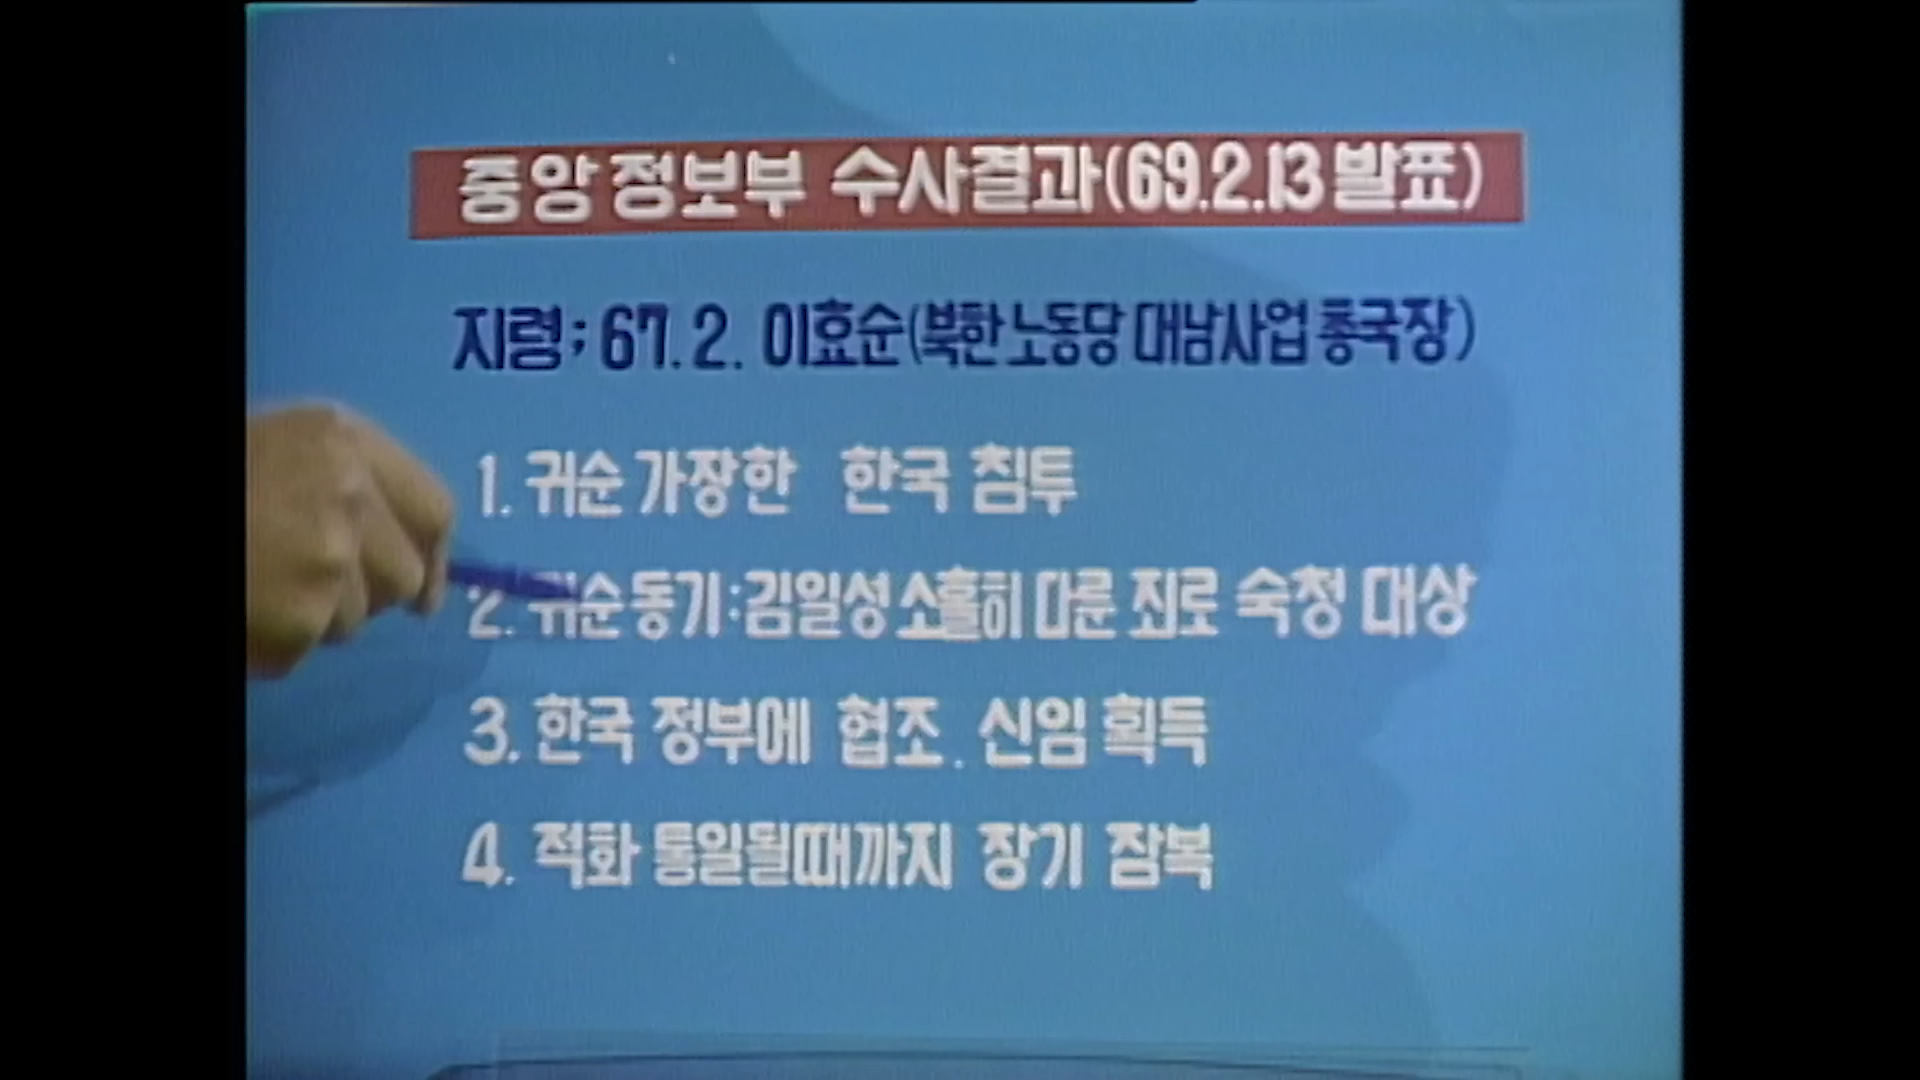 중앙정보부 수사결과(69.2.13발표)
지령; 67. 2. 이효순(북한노동당 대남사업 총국장)
1. 귀순 가장한 한국 침투
2. 귀순동기:김일성 소홀히 다룬 죄로 숙청 대상
3. 한국 정부에 협조. 신임 획득
4. 적화 통일될때까지 장기 잠복